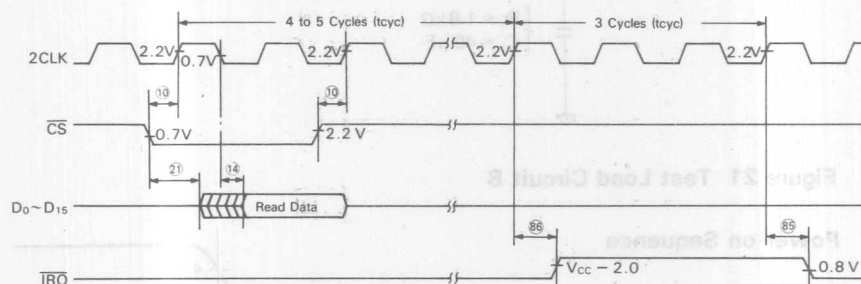 4 to 5 Cycles (tcyc)
3 Cycles (tcyc)
2CLK
2.2V
0.7V
2.2V
2.2V
2.2V
⑩
⑩
CS
0.7V
2.2V
㉑
⑭
D0~D15
Read Data
Figure 21 Test Load Circuit B
Power on Sequence
86
85
IRQ
VCC − 2.0
0.8V